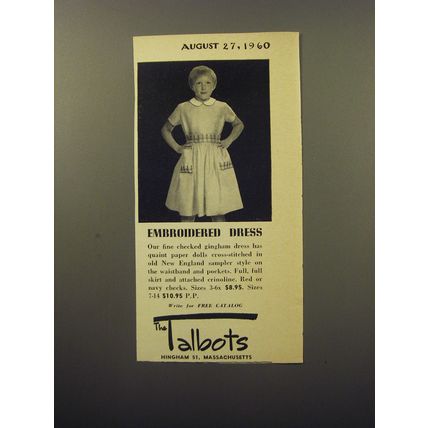 AUGUST 27, 1960
EMBROIDERED DRESS
Our fine checked gingham dress has
quaint paper dolls cross-stitched in
old New England sampler style on
the waistband and pockets. Full, full
skirt and attached crinoline. Red or
navy checks. Sizes 3-6x $8.95. Sizes
7-14 $10.95 P.P.
Write for FREE CATALOG
The Talbots
HINGHAM 51, MASSACHUSETTS